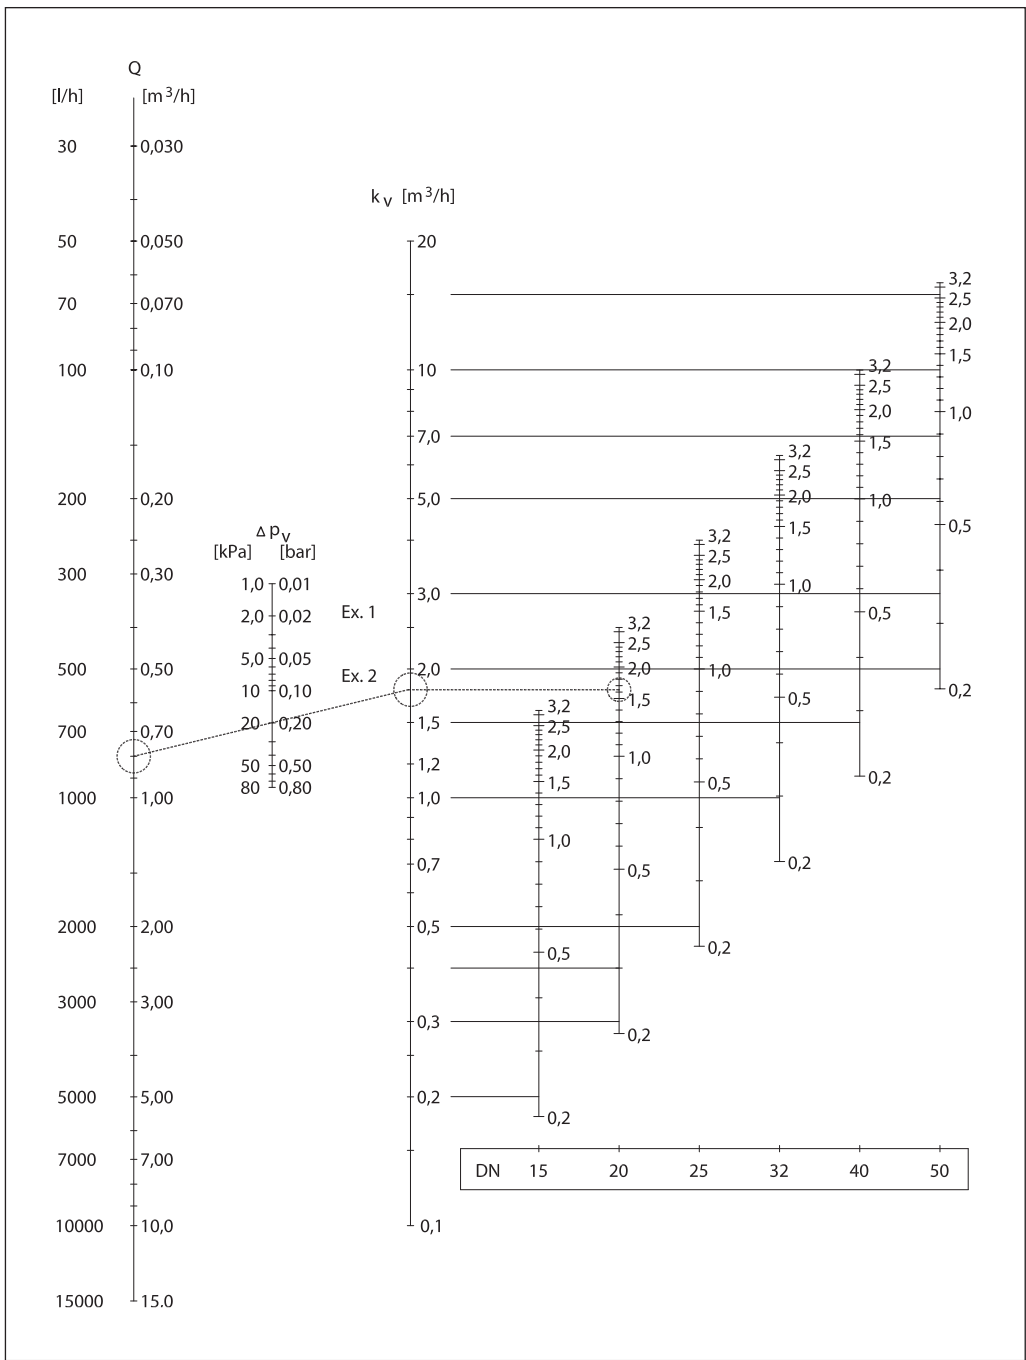 Q
[l/h] [m³/h]
30 0,030
kv [m³/h]
50 0,050 20
3,2
70 0,070 2,5
2,0
1,5
100 0,10 10 3,2
2,5
2,0 1,0
7,0 1,5
3,2
2,5
200 0,20 5,0 2,0 1,0
1,5 0,5
Δ pv
[kPa] [bar] 3,2
2,5
300 0,30 1,0 0,01 3,0 2,0 1,0
2,0 0,02 Ex. 1 1,5 0,5
3,2
2,5
5,0 0,05
500 0,50 Ex. 2 2,0 2,0 1,0
10 0,10 0,2
1,5 0,5
3,2
20 0,20 1,5
700 0,70 2,5
2,0 1,0
50 0,50 1,2
0,2
80 0,80 1,5 0,5
1000 1,00 1,0
1,0
0,7 0,2
0,5
2000 2,00 0,5
0,2
0,5
3000 3,00 0,3
0,2
5000 5,00 0,2
0,2
7000 7,00 DN 15 20 25 32 40 50
10000 10,0 0,1
15000 15.0